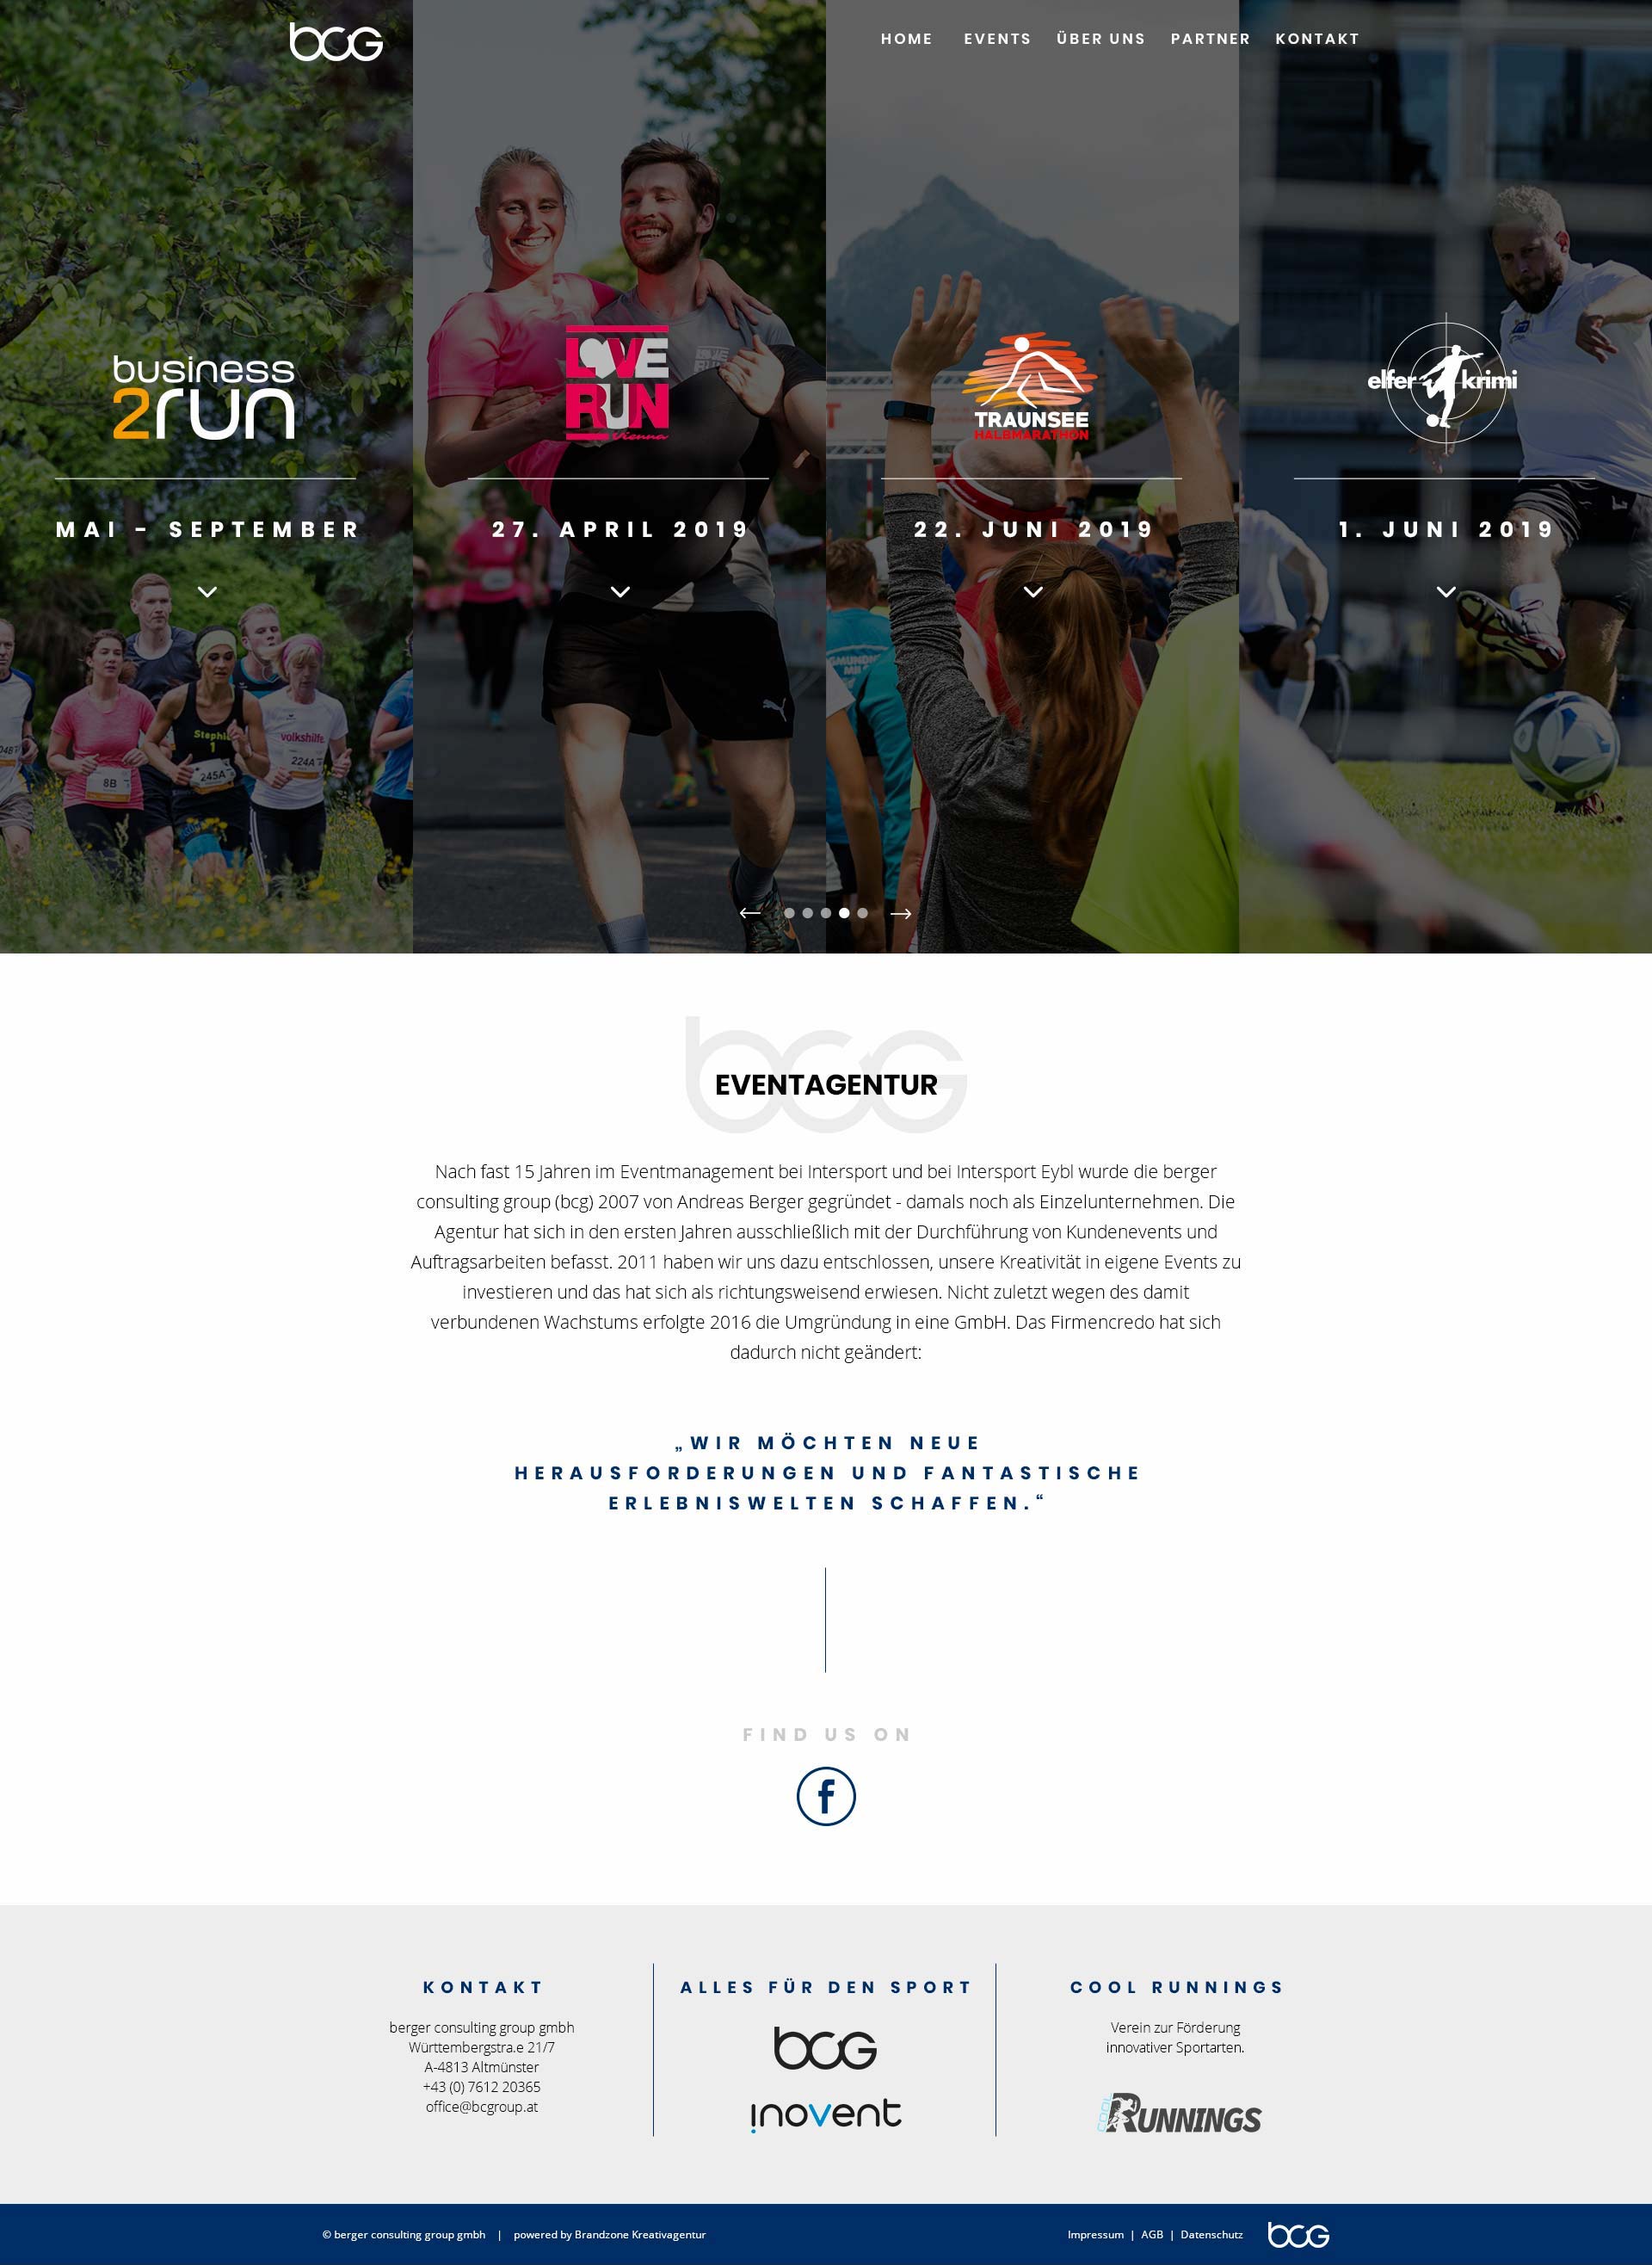 bcG
HOME EVENTS ÜBER UNS PARTNER KONTAKT
business
2run
LOVE
RUN
Vienna
TRAUNSEE
HALBMARATHON
elfer krimi
MAI - SEPTEMBER
27. APRIL 2019
22. JUNI 2019
1. JUNI 2019
Stephi
1
volkshilfe.
8B
245A
224A
bcG
EVENTAGENTUR
Nach fast 15 Jahren im Eventmanagement bei Intersport und bei Intersport Eybl wurde die berger
consulting group (bcg) 2007 von Andreas Berger gegründet - damals noch als Einzelunternehmen. Die
Agentur hat sich in den ersten Jahren ausschließlich mit der Durchführung von Kundenevents und
Auftragsarbeiten befasst. 2011 haben wir uns dazu entschlossen, unsere Kreativität in eigene Events zu
investieren und das hat sich als richtungsweisend erwiesen. Nicht zuletzt wegen des damit
verbundenen Wachstums erfolgte 2016 die Umgründung in eine GmbH. Das Firmencredo hat sich
dadurch nicht geändert:
„WIR MÖCHTEN NEUE
HERAUSFORDERUNGEN UND FANTASTISCHE
ERLEBNISWELTEN SCHAFFEN.“
FIND US ON
KONTAKT
berger consulting group gmbh
Württembergstra.e 21/7
A-4813 Altmünster
+43 (0) 7612 20365
office@bcgroup.at
ALLES FÜR DEN SPORT
bcG
inovent
COOL RUNNINGS
Verein zur Förderung
innovativer Sportarten.
COOL RUNNINGS
© berger consulting group gmbh | powered by Brandzone Kreativagentur
Impressum | AGB | Datenschutz
bcG